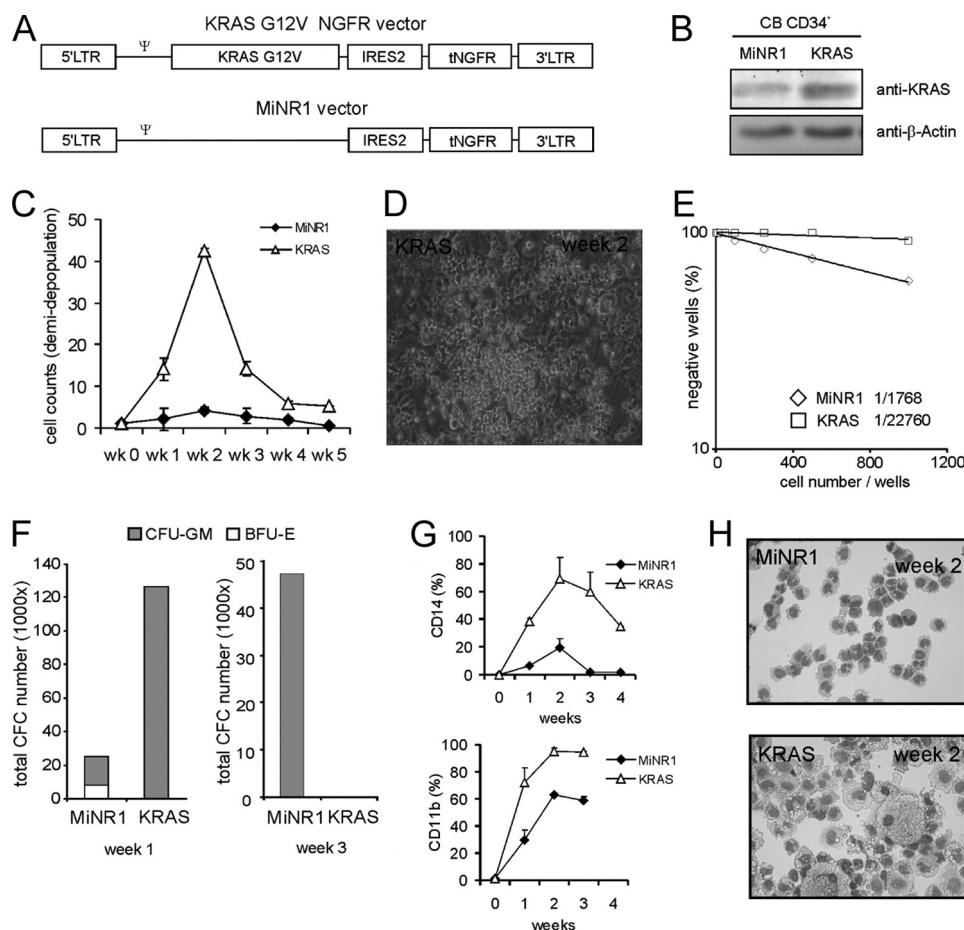 A
KRAS G12V NGFR vector
5'LTR
Ψ
KRAS G12V
IRES2
tNGFR
3'LTR
MiNR1 vector
5'LTR
Ψ
IRES2
tNGFR
3'LTR
B
CB CD34+
MiNR1 KRAS
anti-KRAS
anti-β-Actin
C
cell counts (demi-depopulation)
50
40
30
20
10
0
wk 0 wk 1 wk 2 wk 3 wk 4 wk 5
MiNR1
KRAS
D
KRAS week 2
E
negative wells (%)
100
10
MiNR1 1/1768
KRAS 1/22760
0 400 800 1200
cell number / wells
F
CFU-GM BFU-E
total CFC number (1000x)
140
120
100
80
60
40
20
0
MiNR1 KRAS
week 1
total CFC number (1000x)
50
40
30
20
10
0
MiNR1 KRAS
week 3
G
CD14 (%)
100
80
60
40
20
0
MiNR1
KRAS
0 1 2 3 4
weeks
CD11b (%)
100
80
60
40
20
0
MiNR1
KRAS
0 1 2 3 4
weeks
H
MiNR1 week 2
KRAS week 2